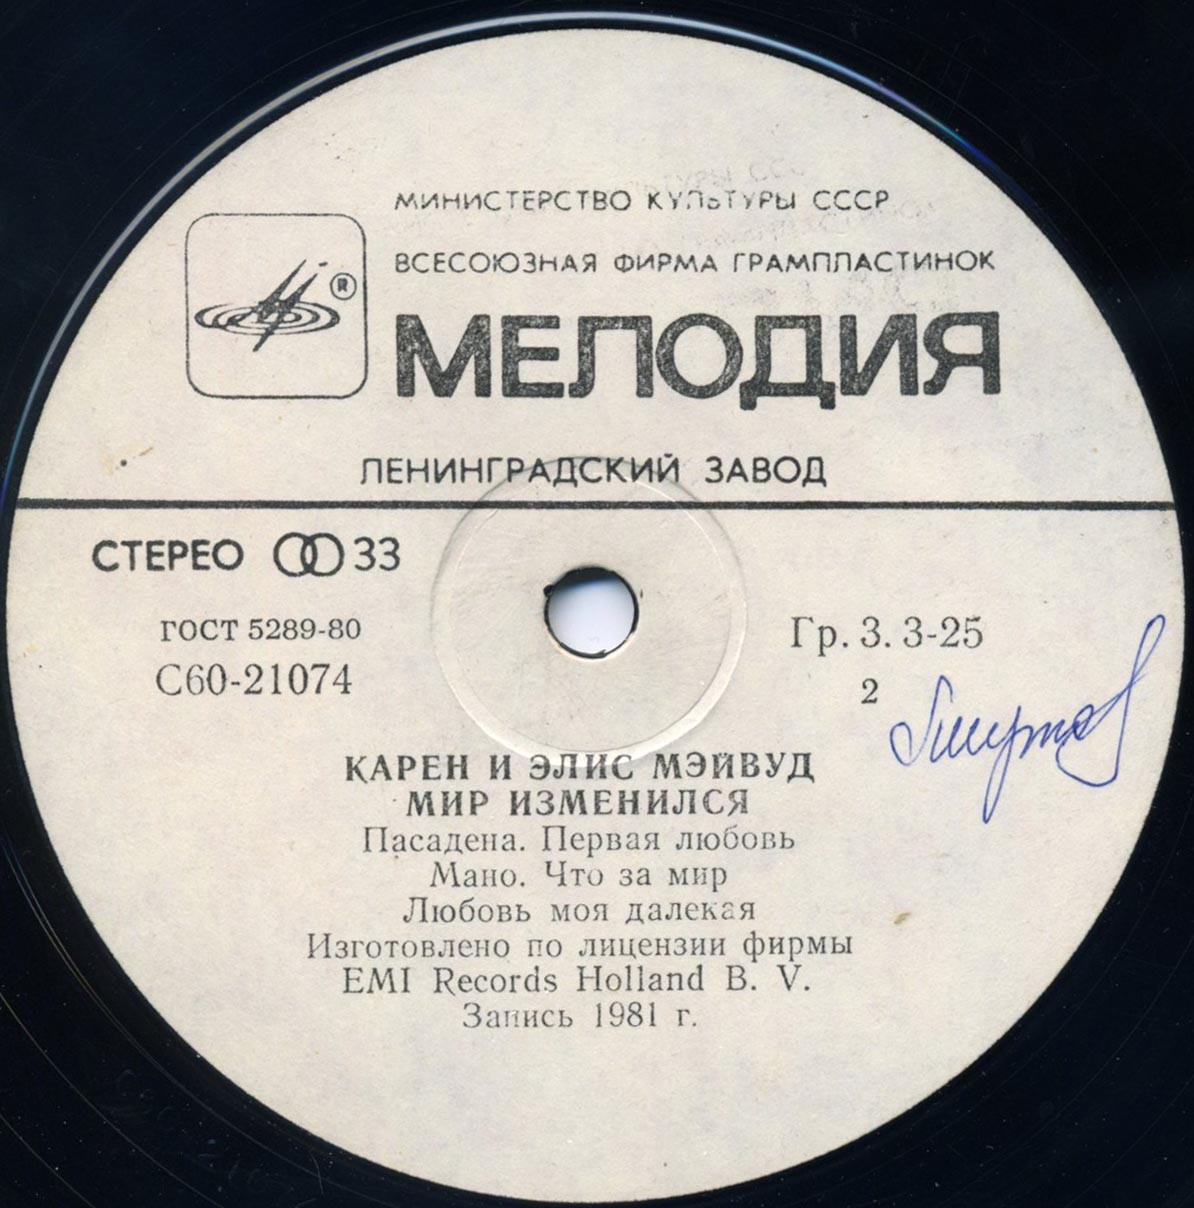 МИНИСТЕРСТВО КУЛЬТУРЫ СССР
ВСЕСОЮЗНАЯ ФИРМА ГРАМПЛАСТИНОК
®
МЕЛОДИЯ
ЛЕНИНГРАДСКИЙ ЗАВОД
СТЕРЕО 33
ГОСТ 5289-80
Гр. 3. 3-25
С60-21074
2
КАРЕН И ЭЛИС МЭЙВУД
МИР ИЗМЕНИЛСЯ
Пасадена. Первая любовь
Мано. Что за мир
Любовь моя далекая
Изготовлено по лицензии фирмы
EMI Records Holland B. V.
Запись 1981 г.